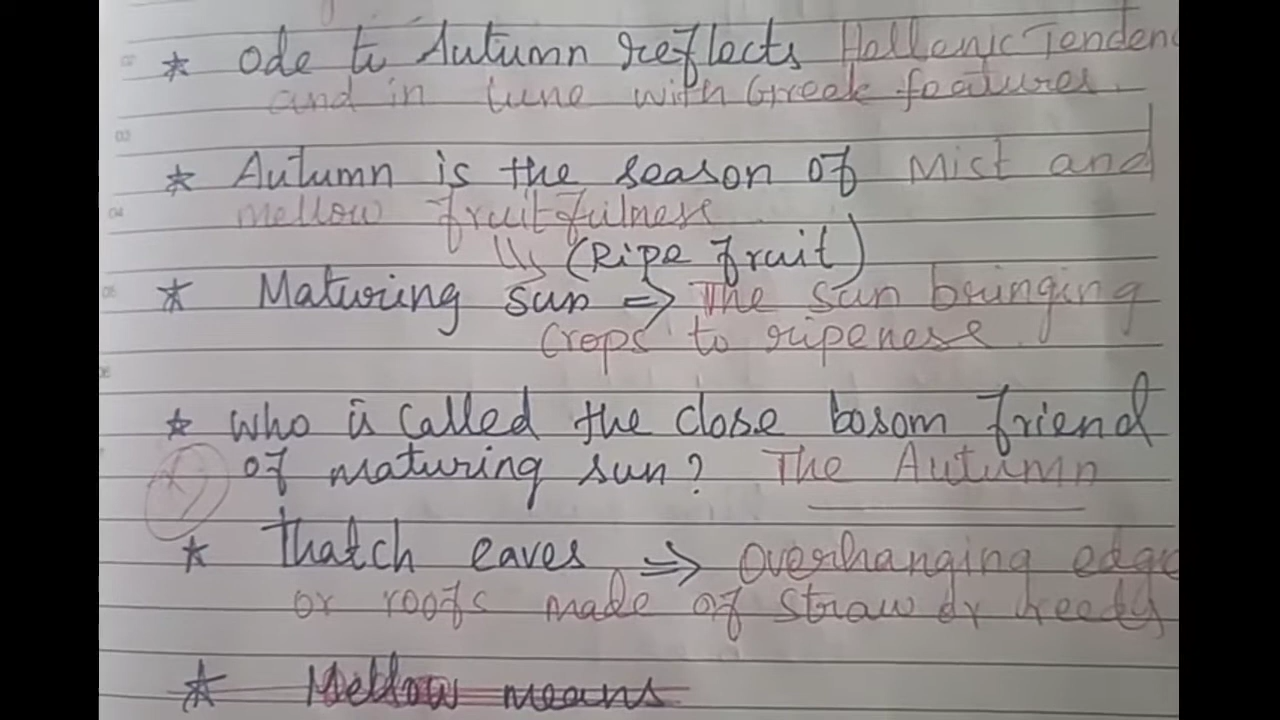 * Ode to Autumn reflects Hellenic Tendenc
and in tune with Greek features.
* Autumn is the season of Mist and
mellow fruitfulness.
(Ripe fruit)
* Maturing sun => The sun bringing
Crops to ripeness.
* Who is called the close bosom friend
of maturing sun? The Autumn
* Thatch eaves => Overhanging edge
or roofs made of straw or reeds
* Mellow means